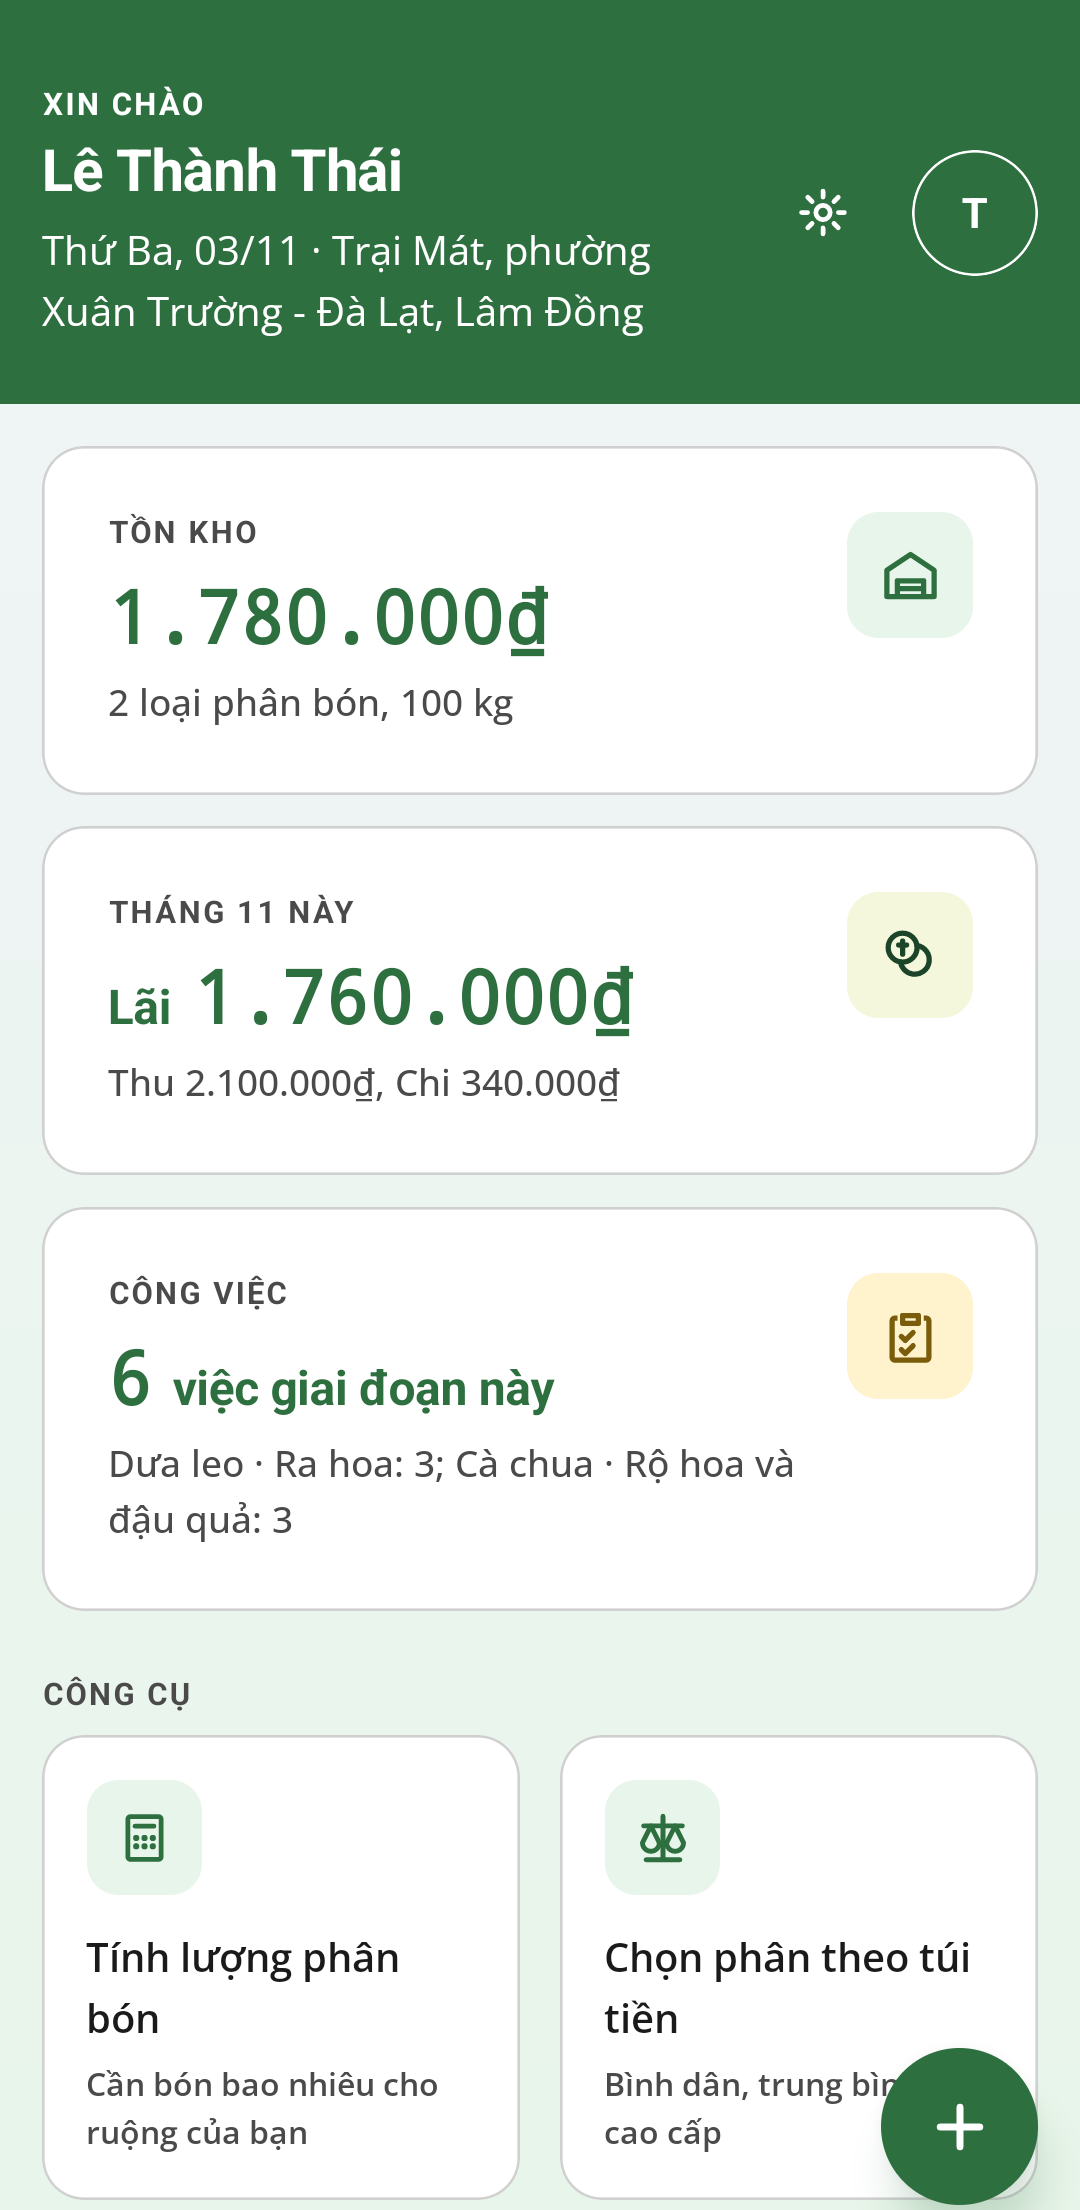 XIN CHÀO
Lê Thành Thái
Thứ Ba, 03/11 · Trại Mát, phường
Xuân Trường - Đà Lạt, Lâm Đồng
T
TỒN KHO
1.780.000₫
2 loại phân bón, 100 kg
THÁNG 11 NÀY
Lãi 1.760.000₫
Thu 2.100.000₫, Chi 340.000₫
CÔNG VIỆC
6 việc giai đoạn này
Dưa leo · Ra hoa: 3; Cà chua · Rộ hoa và
đậu quả: 3
CÔNG CỤ
Tính lượng phân
bón
Cần bón bao nhiêu cho
ruộng của bạn
Chọn phân theo túi
tiền
Bình dân, trung
cao cấp